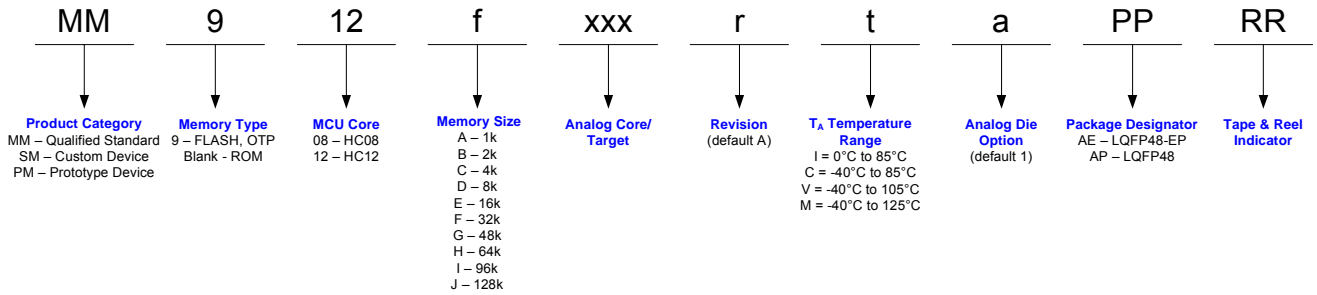 MM 9 12 f xxx r t a PP RR
Product Category
MM – Qualified Standard
SM – Custom Device
PM – Prototype Device
Memory Type
9 – FLASH, OTP
Blank - ROM
MCU Core
08 – HC08
12 – HC12
Memory Size
A – 1k
B – 2k
C – 4k
D – 8k
E – 16k
F – 32k
G – 48k
H – 64k
I – 96k
J – 128k
Analog Core/
Target
Revision
(default A)
TA Temperature
Range
I = 0°C to 85°C
C = -40°C to 85°C
V = -40°C to 105°C
M = -40°C to 125°C
Analog Die
Option
(default 1)
Package Designator
AE – LQFP48-EP
AP – LQFP48
Tape & Reel
Indicator